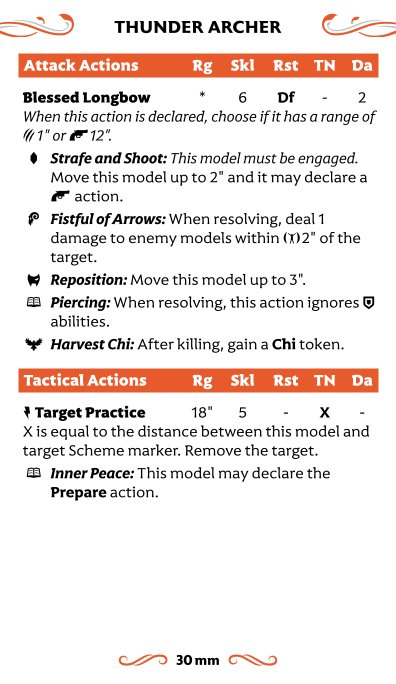 THUNDER ARCHER
Attack Actions Rg Skl Rst TN Da
Blessed Longbow * 6 Df - 2
When this action is declared, choose if it has a range of
1" or 12".
Strafe and Shoot: This model must be engaged.
Move this model up to 2" and it may declare a
action.
Fistful of Arrows: When resolving, deal 1
damage to enemy models within 2" of the
target.
Reposition: Move this model up to 3".
Piercing: When resolving, this action ignores
abilities.
Harvest Chi: After killing, gain a Chi token.
Tactical Actions Rg Skl Rst TN Da
Target Practice 18" 5 - X -
X is equal to the distance between this model and
target Scheme marker. Remove the target.
Inner Peace: This model may declare the
Prepare action.
30 mm